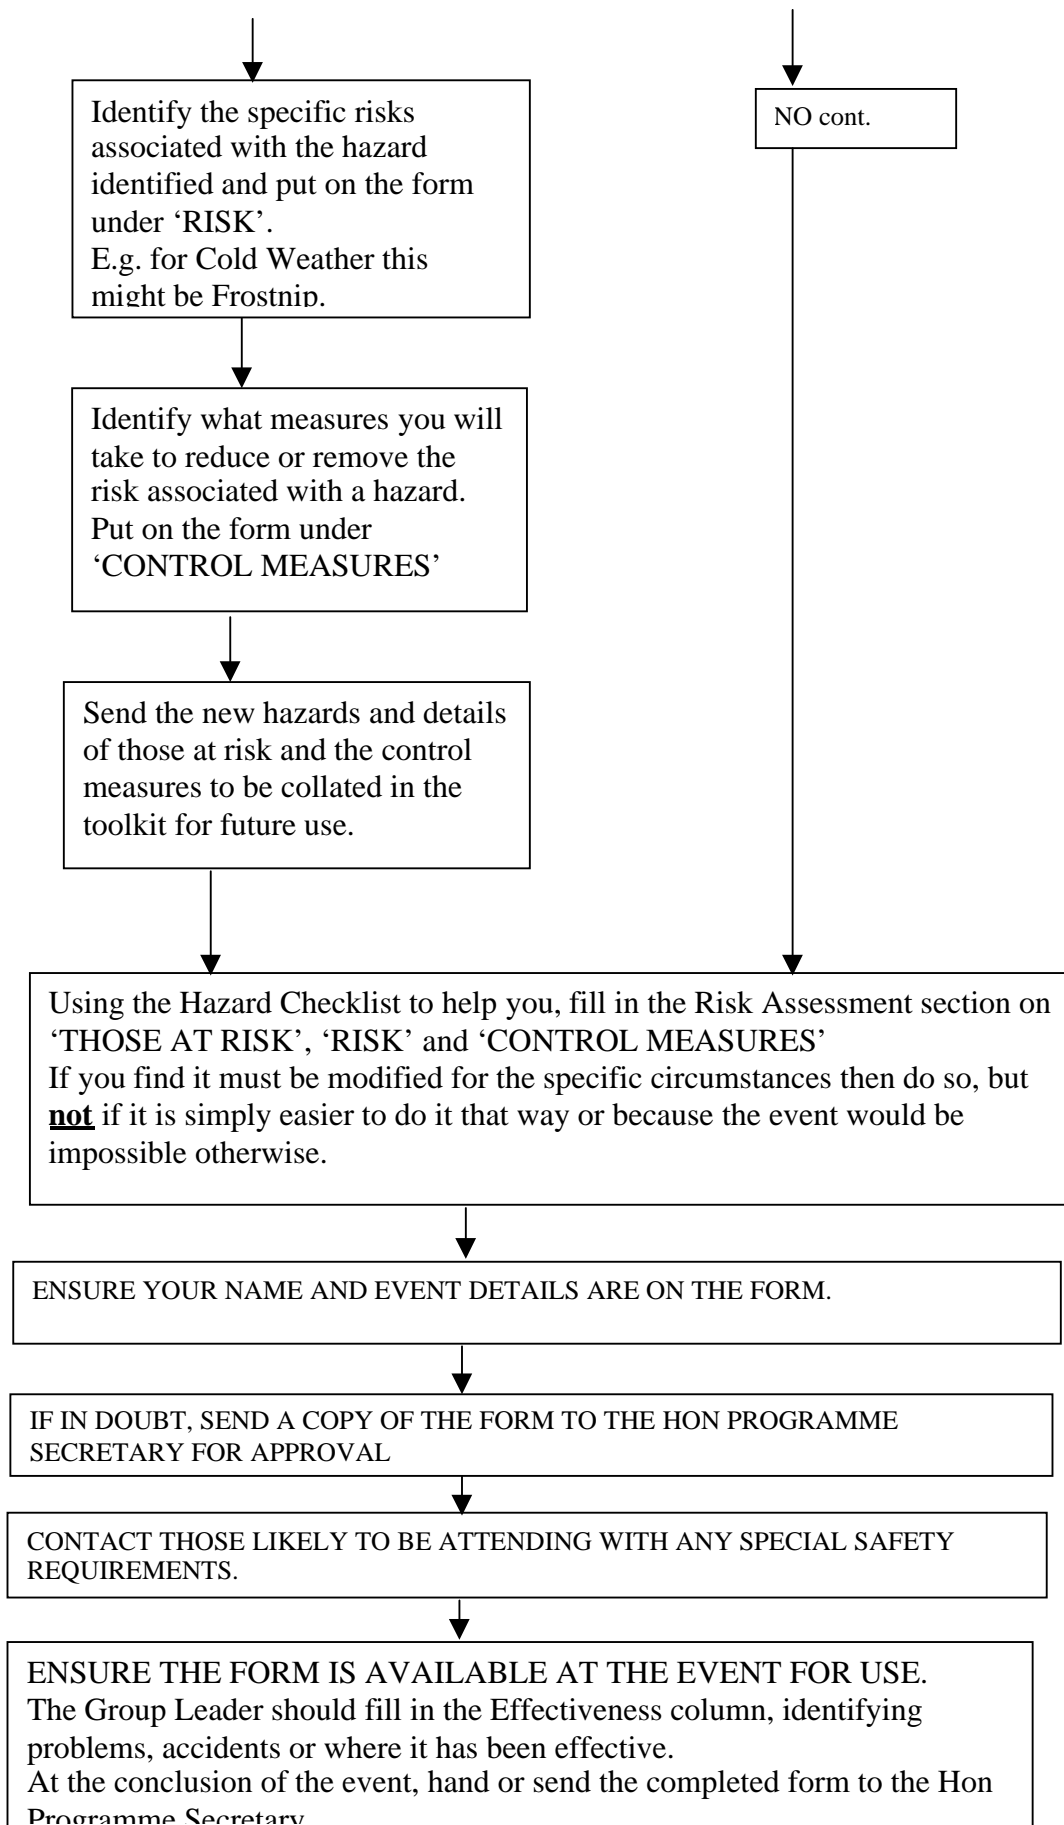 Identify the specific risks
associated with the hazard
identified and put on the form
under ‘RISK’.
E.g. for Cold Weather this
might be Frostnip.
NO cont.
Identify what measures you will
take to reduce or remove the
risk associated with a hazard.
Put on the form under
‘CONTROL MEASURES’
Send the new hazards and details
of those at risk and the control
measures to be collated in the
toolkit for future use.
Using the Hazard Checklist to help you, fill in the Risk Assessment section on
‘THOSE AT RISK’, ‘RISK’ and ‘CONTROL MEASURES’
If you find it must be modified for the specific circumstances then do so, but
not if it is simply easier to do it that way or because the event would be
impossible otherwise.
ENSURE YOUR NAME AND EVENT DETAILS ARE ON THE FORM.
IF IN DOUBT, SEND A COPY OF THE FORM TO THE HON PROGRAMME
SECRETARY FOR APPROVAL
CONTACT THOSE LIKELY TO BE ATTENDING WITH ANY SPECIAL SAFETY
REQUIREMENTS.
ENSURE THE FORM IS AVAILABLE AT THE EVENT FOR USE.
The Group Leader should fill in the Effectiveness column, identifying
problems, accidents or where it has been effective.
At the conclusion of the event, hand or send the completed form to the Hon
Programme Secretary